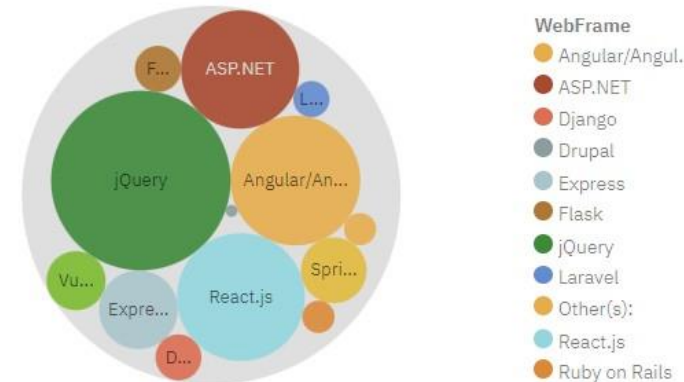 F...
ASP.NET
L...
jQuery
Angular/An...
Vu...
Spri...
Expre...
React.js
D...
WebFrame
Angular/Angul.
ASP.NET
Django
Drupal
Express
Flask
jQuery
Laravel
Other(s):
React.js
Ruby on Rails